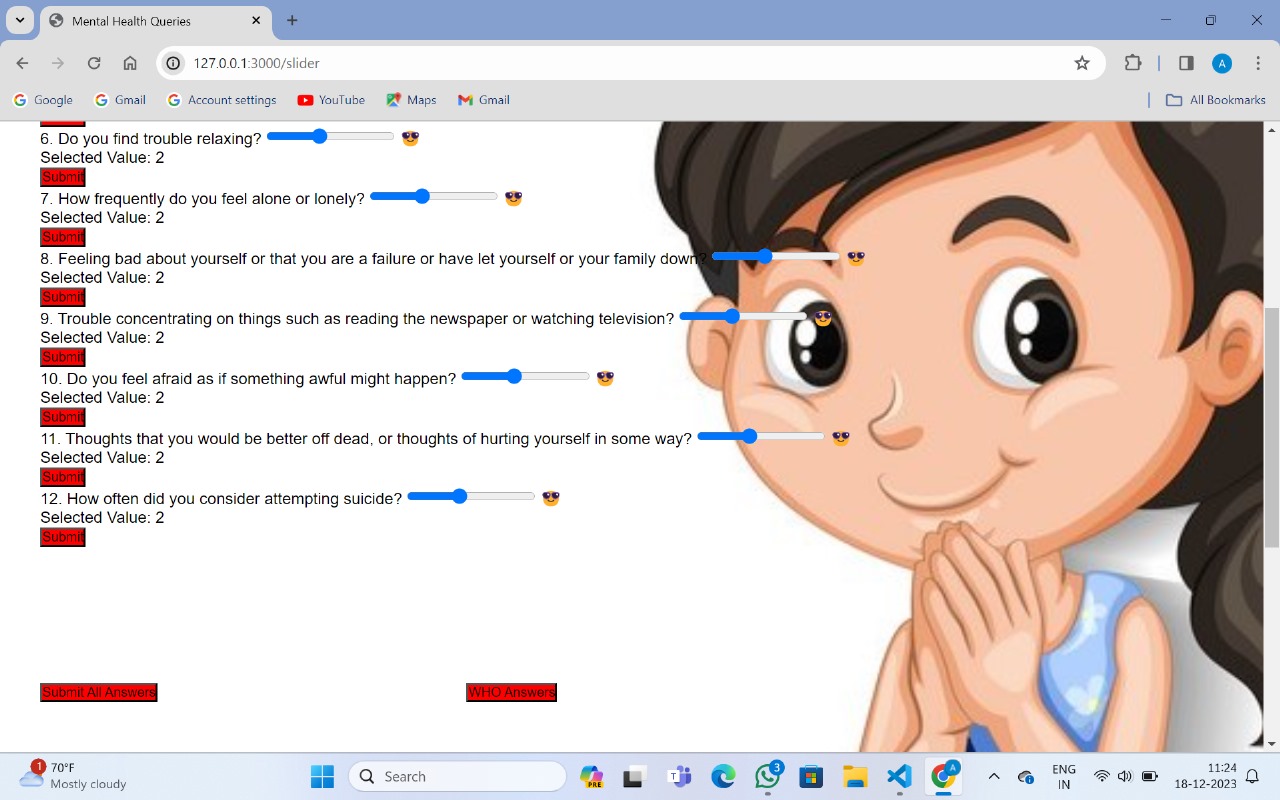 Mental Health Queries
127.0.0.1:3000/slider
A
Google
Gmail
Account settings
YouTube
Maps
Gmail
All Bookmarks
6. Do you find trouble relaxing?
Selected Value: 2
Submit
7. How frequently do you feel alone or lonely?
Selected Value: 2
Submit
8. Feeling bad about yourself or that you are a failure or have let yourself or your family down?
Selected Value: 2
Submit
9. Trouble concentrating on things such as reading the newspaper or watching television?
Selected Value: 2
Submit
10. Do you feel afraid as if something awful might happen?
Selected Value: 2
Submit
11. Thoughts that you would be better off dead, or thoughts of hurting yourself in some way?
Selected Value: 2
Submit
12. How often did you consider attempting suicide?
Selected Value: 2
Submit
Submit All Answers
WHO Answers
1
70°F
Mostly cloudy
Search
PRE
T
3
A
ENG
IN
11:24
18-12-2023